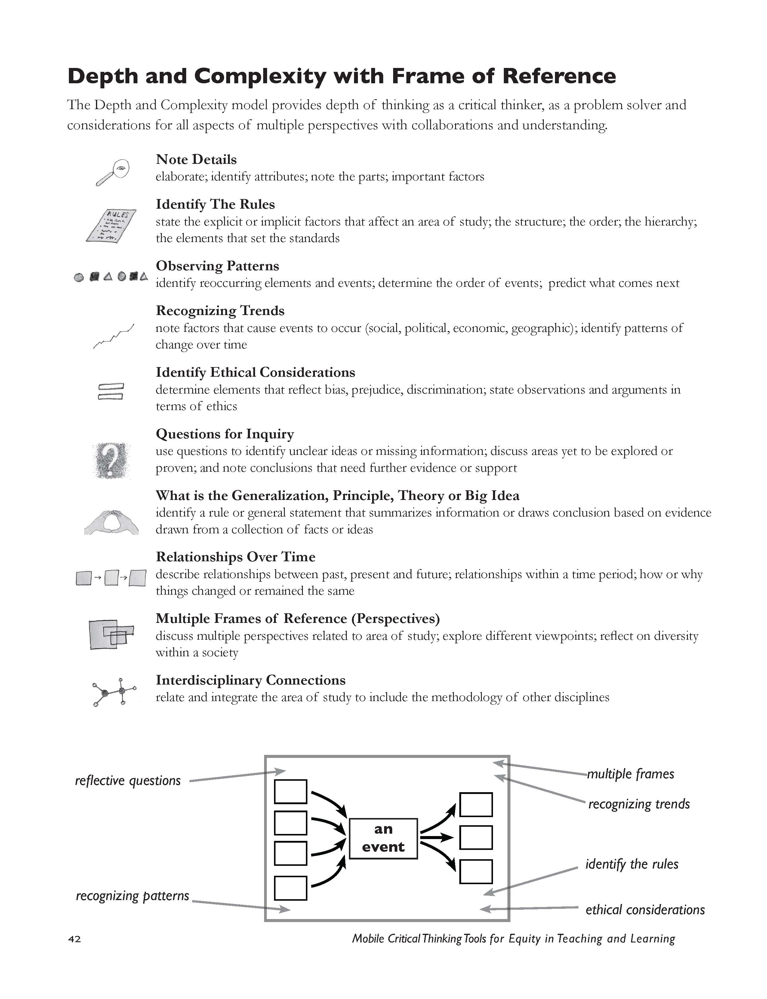 Depth and Complexity with Frame of Reference
The Depth and Complexity model provides depth of thinking as a critical thinker, as a problem solver and
considerations for all aspects of multiple perspectives with collaborations and understanding.
Note Details
elaborate; identify attributes; note the parts; important factors
RULES
Identify The Rules
state the explicit or implicit factors that affect an area of study; the structure; the order; the hierarchy;
the elements that set the standards
Observing Patterns
identify reoccurring elements and events; determine the order of events; predict what comes next
Recognizing Trends
note factors that cause events to occur (social, political, economic, geographic); identify patterns of
change over time
Identify Ethical Considerations
determine elements that reflect bias, prejudice, discrimination; state observations and arguments in
terms of ethics
?
Questions for Inquiry
use questions to identify unclear ideas or missing information; discuss areas yet to be explored or
proven; and note conclusions that need further evidence or support
What is the Generalization, Principle, Theory or Big Idea
identify a rule or general statement that summarizes information or draws conclusion based on evidence
drawn from a collection of facts or ideas
Relationships Over Time
describe relationships between past, present and future; relationships within a time period; how or why
things changed or remained the same
Multiple Frames of Reference (Perspectives)
discuss multiple perspectives related to area of study; explore different viewpoints; reflect on diversity
within a society
Interdisciplinary Connections
relate and integrate the area of study to include the methodology of other disciplines
reflective questions
multiple frames
recognizing trends
an
event
identify the rules
recognizing patterns
ethical considerations
42
Mobile Critical Thinking Tools for Equity in Teaching and Learning